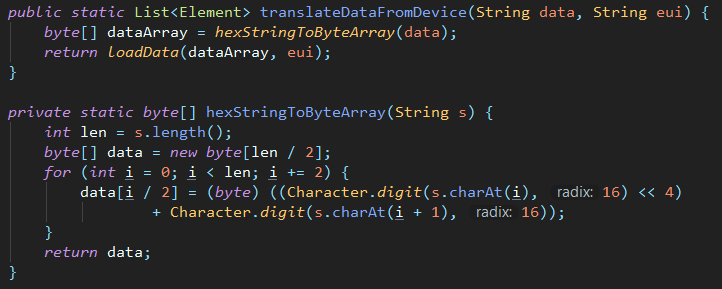 public static List<Element> translateDataFromDevice(String data, String eui) {
    byte[] dataArray = hexStringToByteArray(data);
    return loadData(dataArray, eui);
}

private static byte[] hexStringToByteArray(String s) {
    int len = s.length();
    byte[] data = new byte[len / 2];
    for (int i = 0; i < len; i += 2) {
        data[i / 2] = (byte) ((Character.digit(s.charAt(i), radix: 16) << 4)
                + Character.digit(s.charAt(i + 1), radix: 16));
    }
    return data;
}